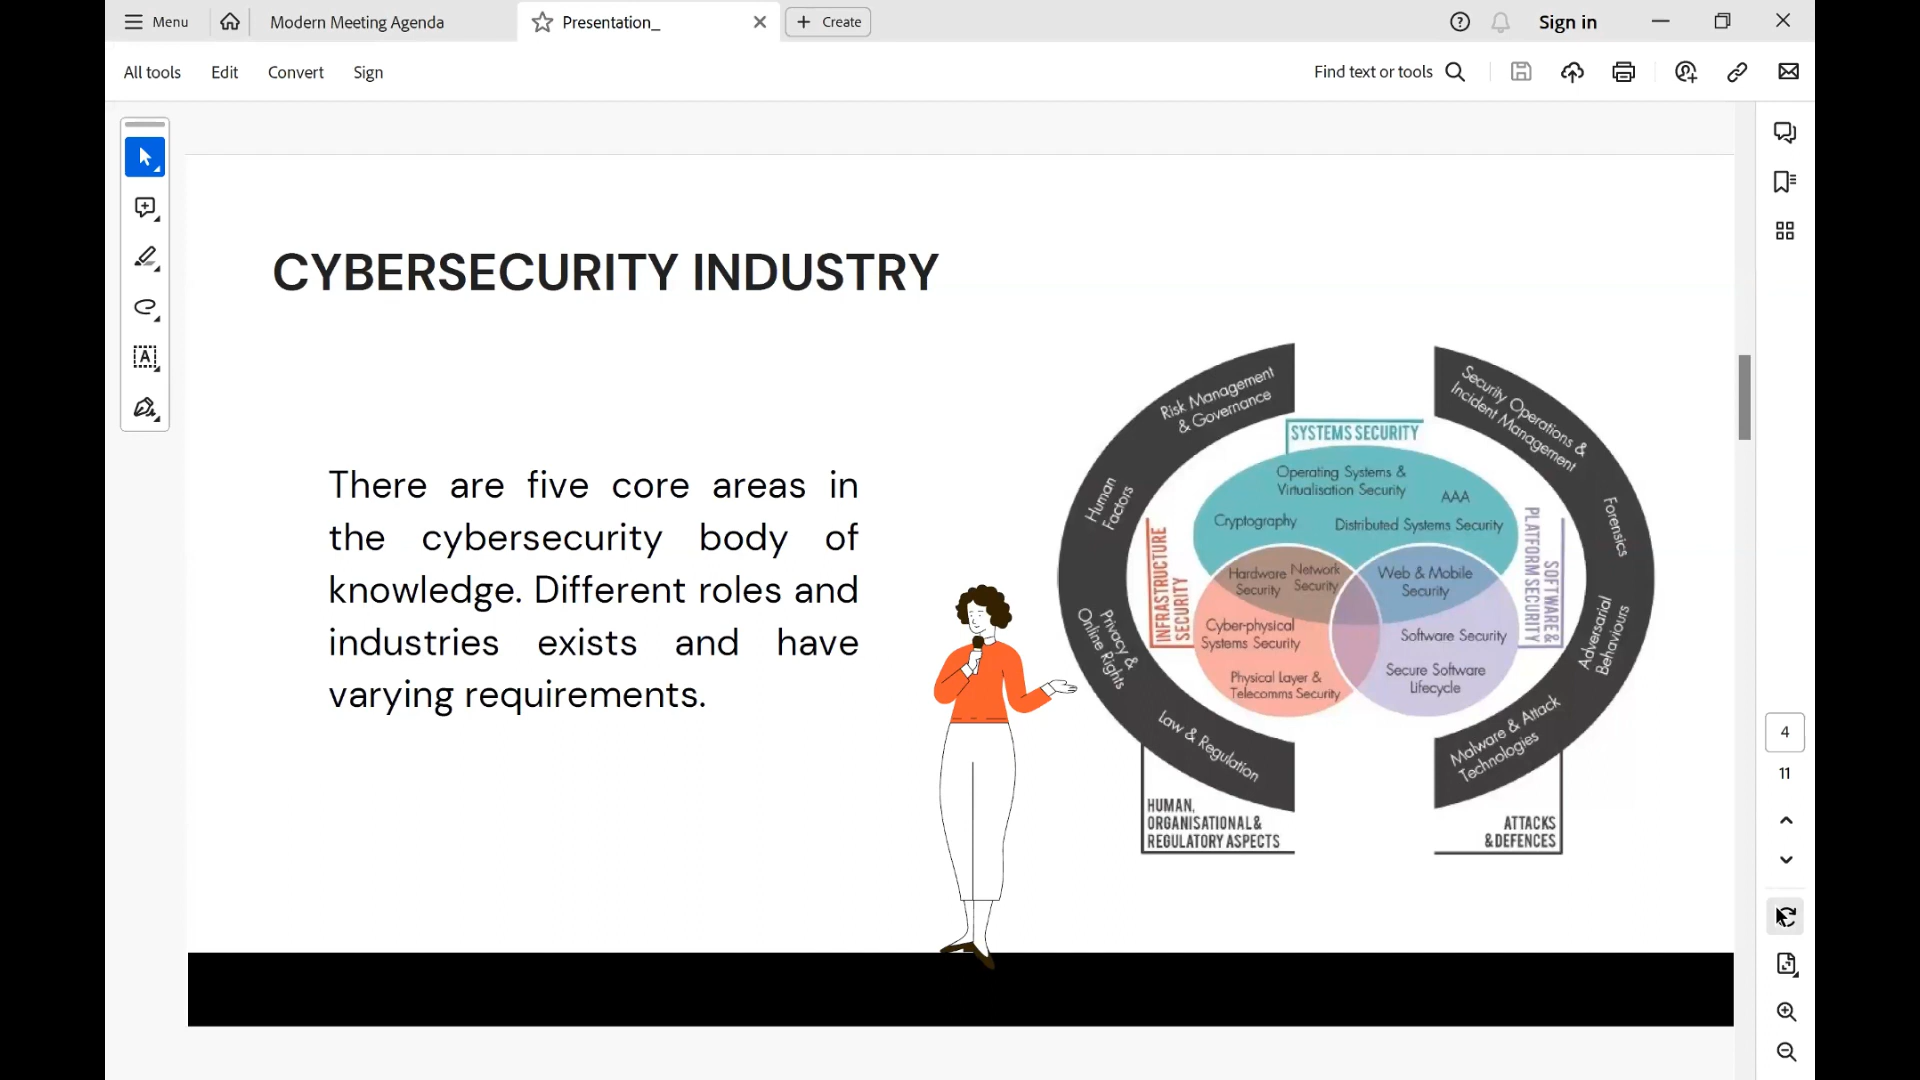 Menu
Modern Meeting Agenda
Presentation_
Create
Sign in
All tools
Edit
Convert
Sign
Find text or tools
CYBERSECURITY INDUSTRY
There are five core areas in
the cybersecurity body of
knowledge. Different roles and
industries exists and have
varying requirements.
Risk Management
& Governance
Human
Factors
Privacy &
Online Rights
Law & Regulation
HUMAN,
ORGANISATIONAL &
REGULATORY ASPECTS
SYSTEMS SECURITY
Operating Systems &
Virtualisation Security
AAA
Cryptography
Distributed Systems Security
INFRASTRUCTURE
SECURITY
Hardware
Security
Network
Security
Cyber-physical
Systems Security
Physical Layer &
Telecomms Security
Web & Mobile
Security
Software Security
Secure Software
Lifecycle
SOFTWARE &
PLATFORM SECURITY
Security Operations &
Incident Management
Forensics
Adversarial
Behaviours
Malware & Attack
Technologies
ATTACKS
& DEFENCES
4
11